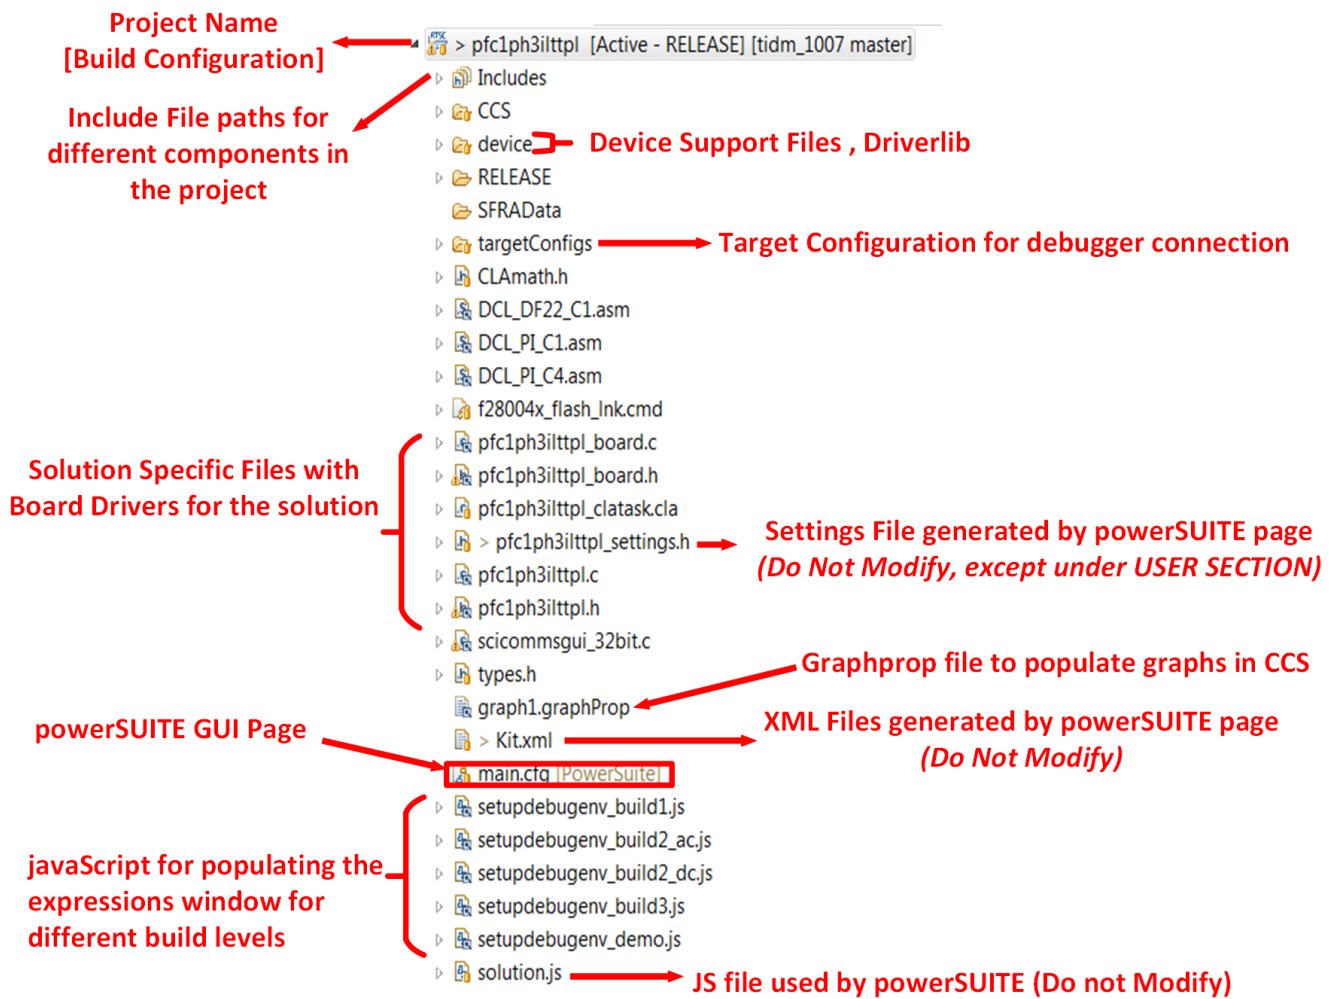 Project Name
[Build Configuration]
RTSC
> pfc1ph3ilttpl [Active - RELEASE] [tidm_1007 master]
Includes
Include File paths for
different components in
the project
CCS
device
Device Support Files , Driverlib
RELEASE
SFRAData
targetConfigs
Target Configuration for debugger connection
CLAmath.h
DCL_DF22_C1.asm
DCL_PI_C1.asm
DCL_PI_C4.asm
f28004x_flash_lnk.cmd
Solution Specific Files with
Board Drivers for the solution
pfc1ph3ilttpl_board.c
pfc1ph3ilttpl_board.h
pfc1ph3ilttpl_clatask.cla
> pfc1ph3ilttpl_settings.h
Settings File generated by powerSUITE page
(Do Not Modify, except under USER SECTION)
pfc1ph3ilttpl.c
pfc1ph3ilttpl.h
scicommsgui_32bit.c
types.h
graph1.graphProp
Graphprop file to populate graphs in CCS
> Kit.xml
XML Files generated by powerSUITE page
(Do Not Modify)
powerSUITE GUI Page
main.cfg [PowerSuite]
javaScript for populating the
expressions window for
different build levels
setupdebugenv_build1.js
setupdebugenv_build2_ac.js
setupdebugenv_build2_dc.js
setupdebugenv_build3.js
setupdebugenv_demo.js
solution.js
JS file used by powerSUITE (Do not Modify)